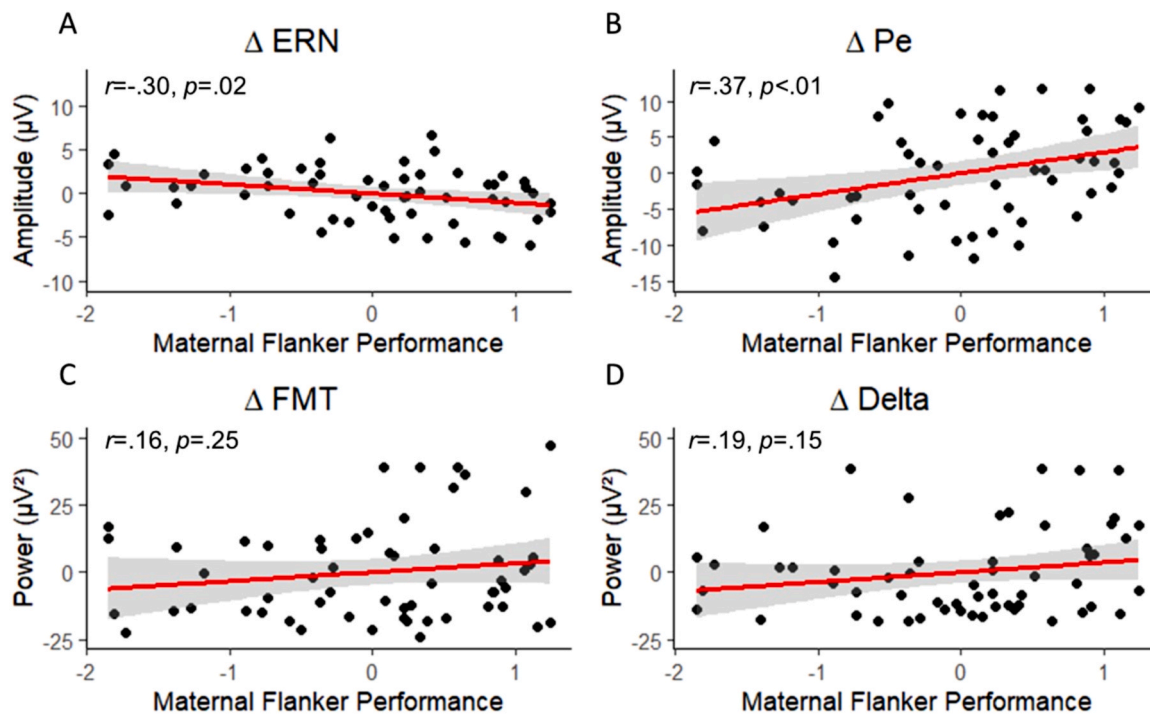 A
Δ ERN
r=-.30, p=.02
Amplitude (µV)
10
5
0
-5
-10
-2
-1
0
1
Maternal Flanker Performance
B
Δ Pe
r=.37, p<.01
Amplitude (µV)
10
5
0
-5
-10
-15
-2
-1
0
1
Maternal Flanker Performance
C
Δ FMT
r=.16, p=.25
Power (µV²)
50
25
0
-25
-2
-1
0
1
Maternal Flanker Performance
D
Δ Delta
r=.19, p=.15
Power (µV²)
50
25
0
-25
-2
-1
0
1
Maternal Flanker Performance